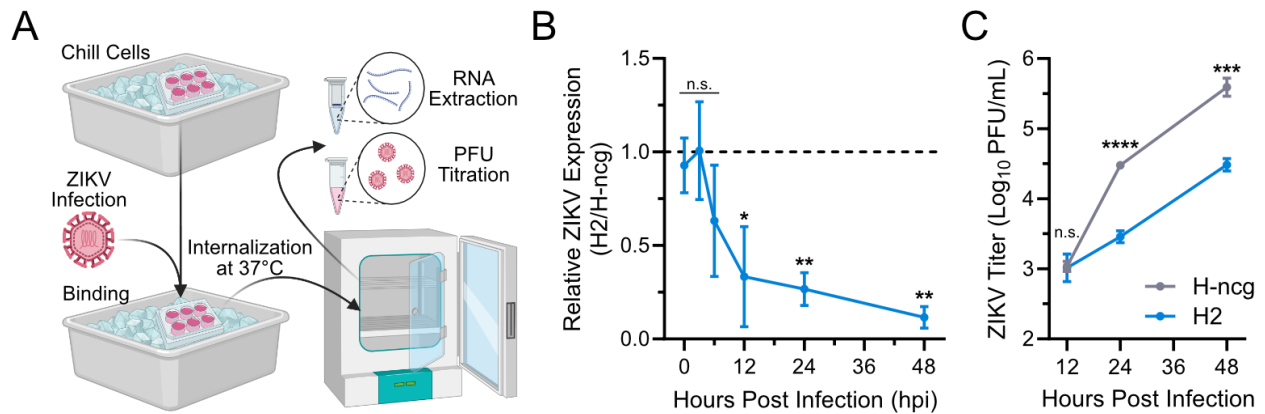 A
Chill Cells
ZIKV
Infection
Binding
Internalization
at 37°C
RNA
Extraction
PFU
Titration
B
Relative ZIKV Expression
(H2/H-ncg)
1.5
1.0
0.5
0.0
n.s.
*
**
**
0 12 24 36 48
Hours Post Infection (hpi)
C
ZIKV Titer (Log₁₀ PFU/mL)
6
5
4
3
2
n.s.
****
***
H-ncg
H2
12 24 36 48
Hours Post Infection